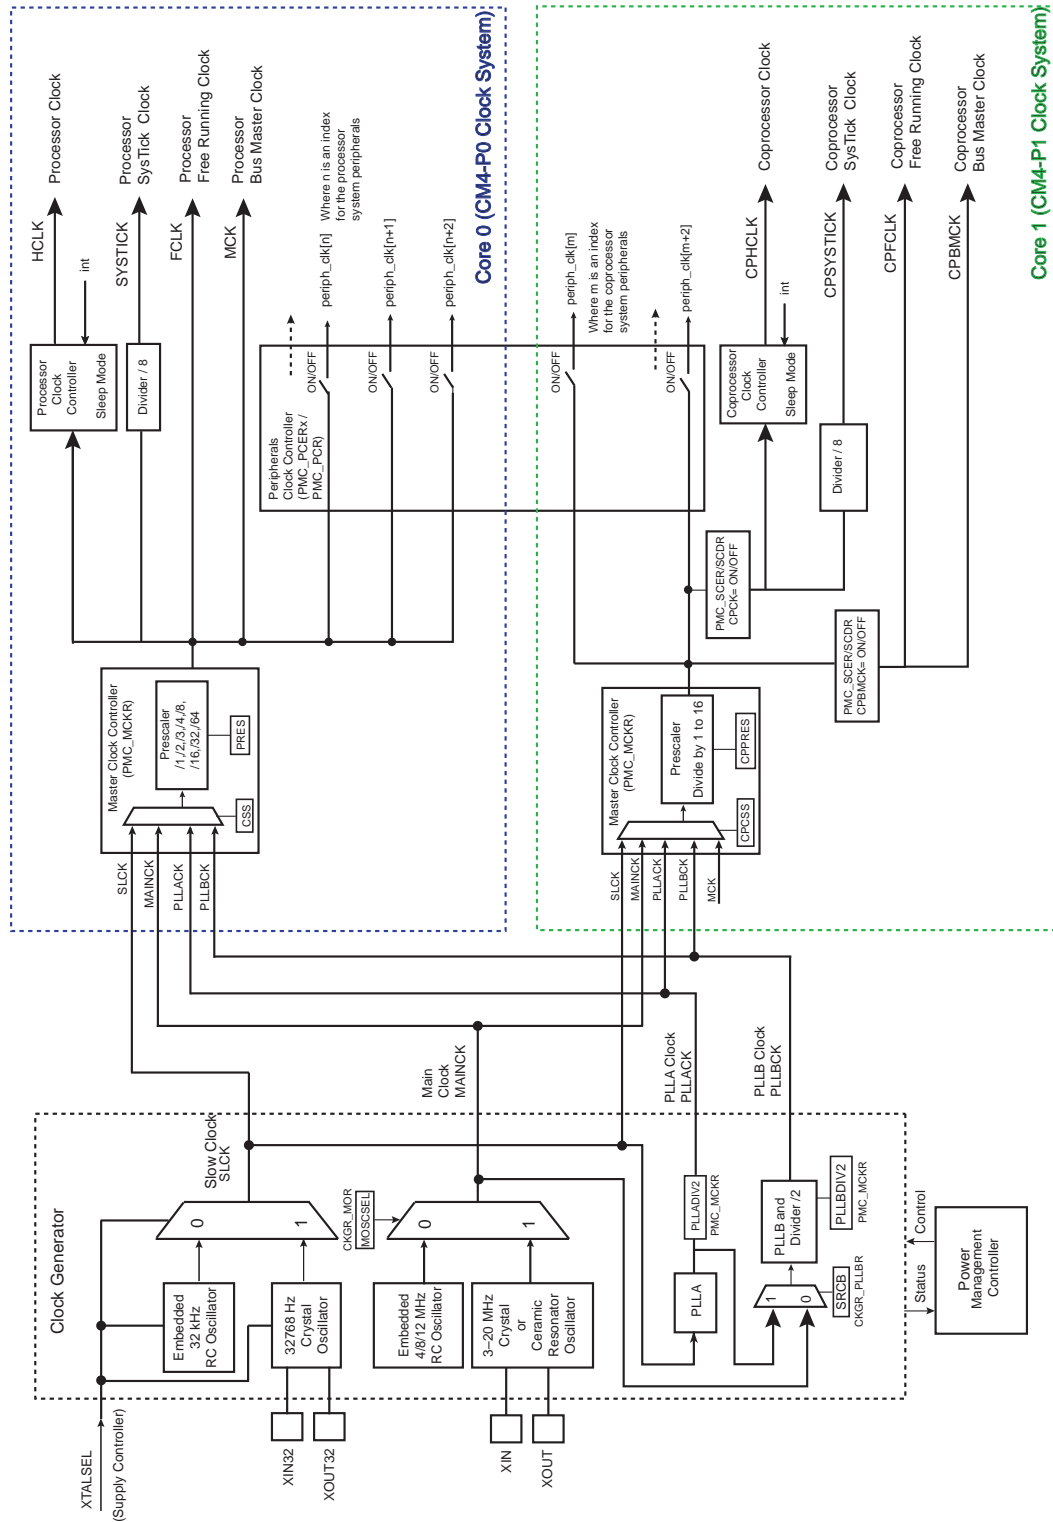 Clock Generator
XTALSEL
(Supply Controller)
Embedded
32 kHz
RC Oscillator
32768 Hz
Crystal
Oscillator
XIN32
XOUT32
0
1
Slow Clock
SLCK
CKGR_MOR
MOSCSEL
Embedded
4/8/12 MHz
RC Oscillator
3–20 MHz
Crystal
or
Ceramic
Resonator
Oscillator
XIN
XOUT
0
1
Main
Clock
MAINCK
PLLA
PLLADIV2
PMC_MCKR
PLLA Clock
PLLACK
1
0
SRCB
CKGR_PLLBR
PLLB and
Divider /2
PLLBDIV2
PMC_MCKR
PLLB Clock
PLLBCK
Status
Control
Power
Management
Controller
SLCK
MAINCK
PLLACK
PLLBCK
Master Clock Controller
(PMC_MCKR)
Prescaler
/1,/2,/3,/4,/8,
/16,/32,/64
CSS
PRES
Processor
Clock
Controller
Sleep Mode
Divider / 8
int
HCLK
Processor Clock
SYSTICK
Processor
SysTick Clock
FCLK
Processor
Free Running Clock
MCK
Processor
Bus Master Clock
Peripherals
Clock Controller
(PMC_PCERx /
PMC_PCR)
ON/OFF
ON/OFF
ON/OFF
periph_clk[n]
Where n is an index
for the processor
system peripherals
periph_clk[n+1]
periph_clk[n+2]
Core 0 (CM4-P0 Clock System)
SLCK
MAINCK
PLLACK
PLLBCK
MCK
Master Clock Controller
(PMC_MCKR)
Prescaler
Divide by 1 to 16
CPCSS
CPPRES
ON/OFF
periph_clk[m]
Where m is an index
for the coprocessor
system peripherals
ON/OFF
periph_clk[m+2]
PMC_SCER/SCDR
CPCK= ON/OFF
PMC_SCER/SCDR
CPBMCK= ON/OFF
Coprocessor
Clock
Controller
Sleep Mode
int
Divider / 8
CPHCLK
Coprocessor Clock
CPSYSTICK
Coprocessor
SysTick Clock
CPFCLK
Coprocessor
Free Running Clock
CPBMCK
Coprocessor
Bus Master Clock
Core 1 (CM4-P1 Clock System)